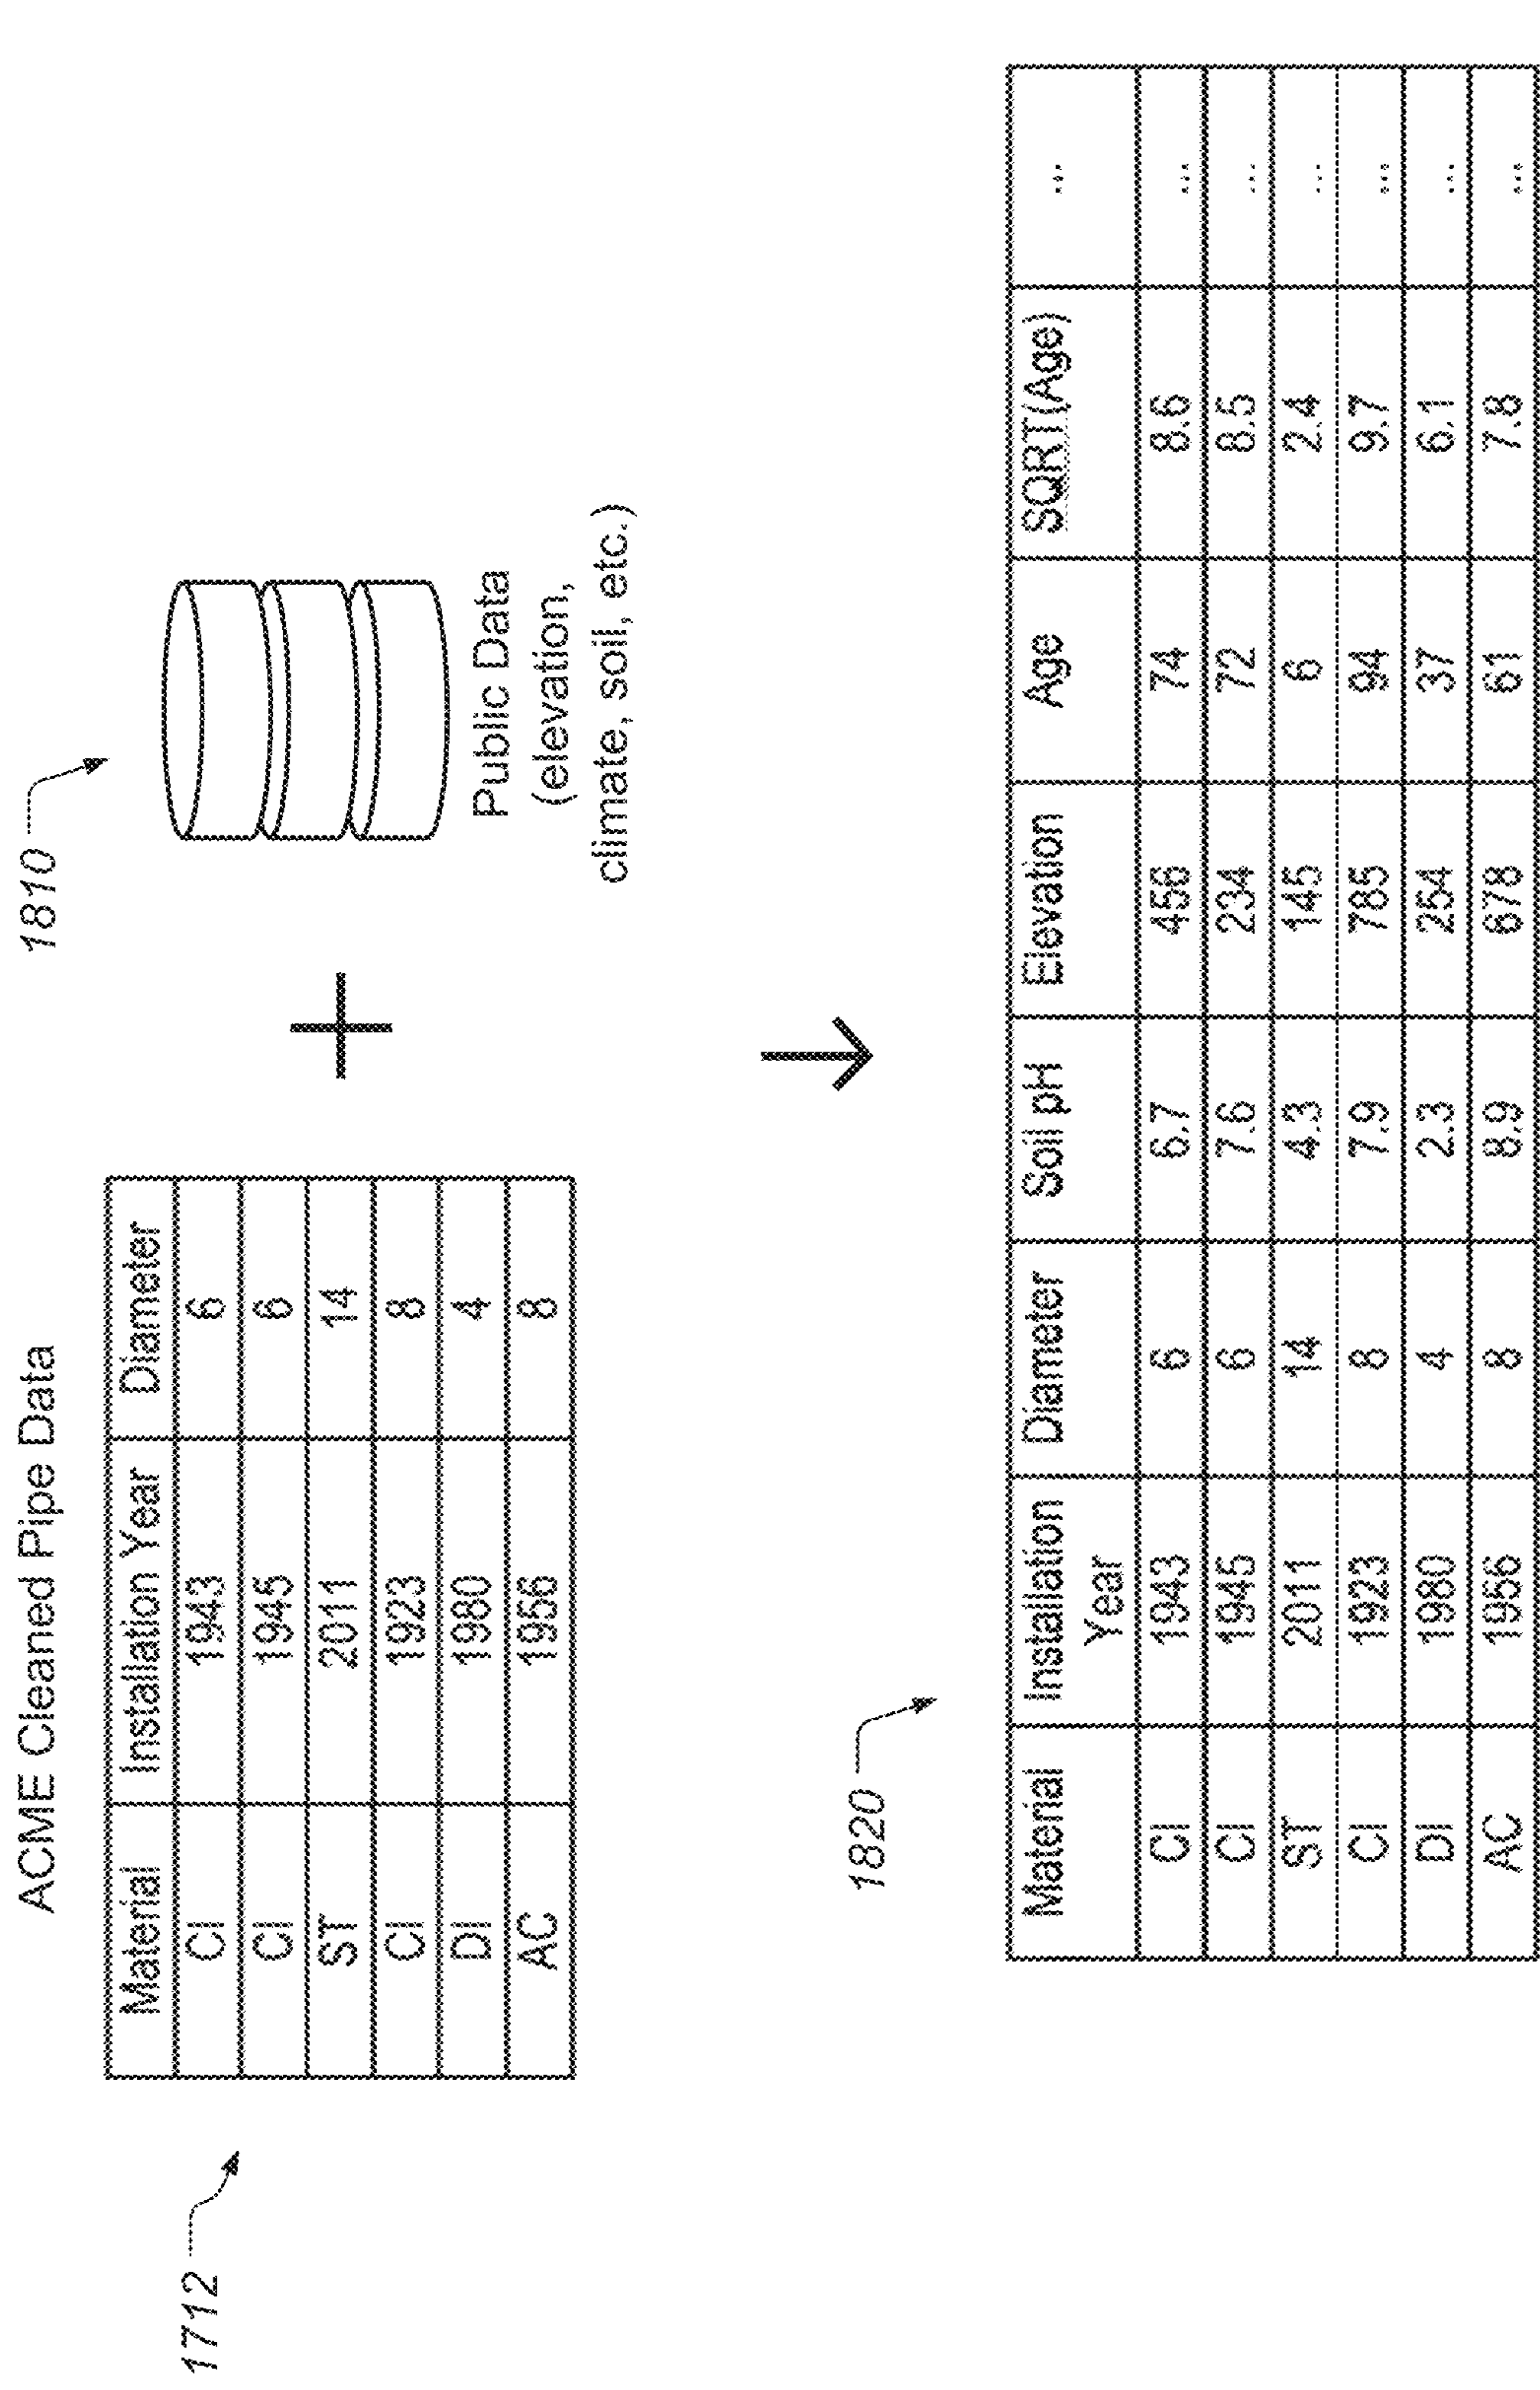 ACME Cleaned Pipe Data
1810
1712
Material Installation Year Diameter
CI 1943 6
CI 1945 6
ST 2011 14
CI 1923 8
DI 1980 4
AC 1956 8
+
Public Data
(elevation,
climate, soil, etc.)
1820
Material Installation Diameter Soil pH Elevation Age SQRT(Age) ...
Year
CI 1943 6 6.7 456 74 8.6 ...
CI 1945 6 7.6 234 72 8.5 ...
ST 2011 14 4.3 145 6 2.4 ...
CI 1923 8 7.9 785 94 9.7 ...
DI 1980 4 2.3 254 37 6.1 ...
AC 1956 8 8.9 678 61 7.8 ...